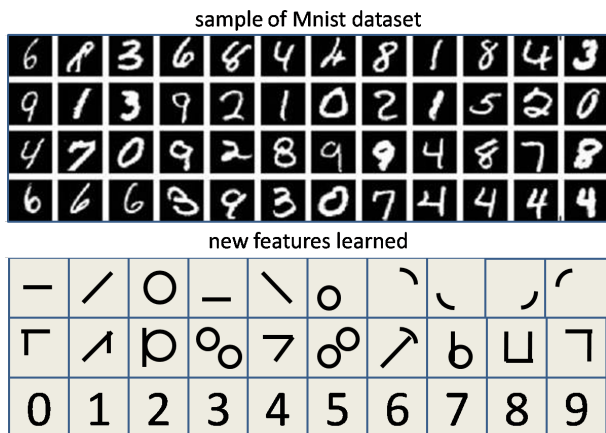 sample of Mnist dataset
6 3 6 8 4 4 8 1 8 4 3
9 1 3 9 2 1 0 2 1 5 2 0
4 7 0 9 2 8 9 9 4 8 7 8
6 6 6 3 9 3 0 7 4 4 4 4
new features learned
0 1 2 3 4 5 6 7 8 9